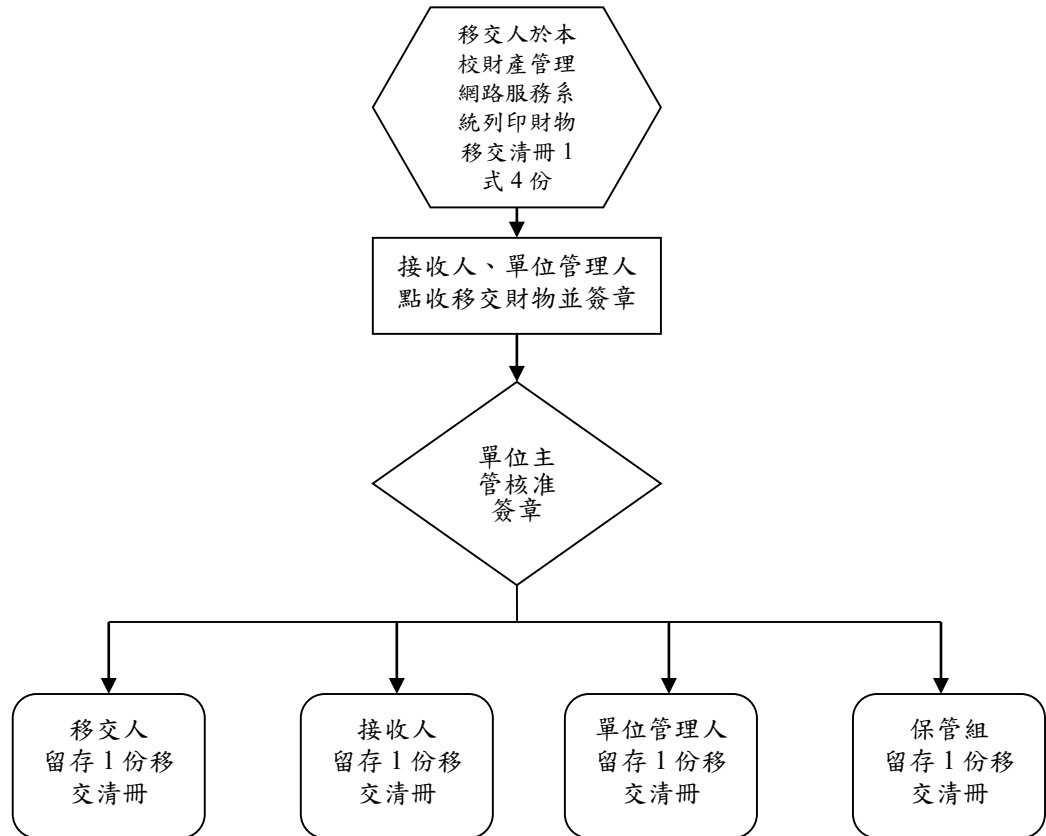 移交人於本
校財產管理
網路服務系
統列印財物
移交清冊 1
式 4 份
接收人、單位管理人
點收移交財物並簽章
單位主
管核准
簽章
移交人
留存 1 份移
交清冊
接收人
留存 1 份移
交清冊
單位管理人
留存 1 份移
交清冊
保管組
留存 1 份移
交清冊